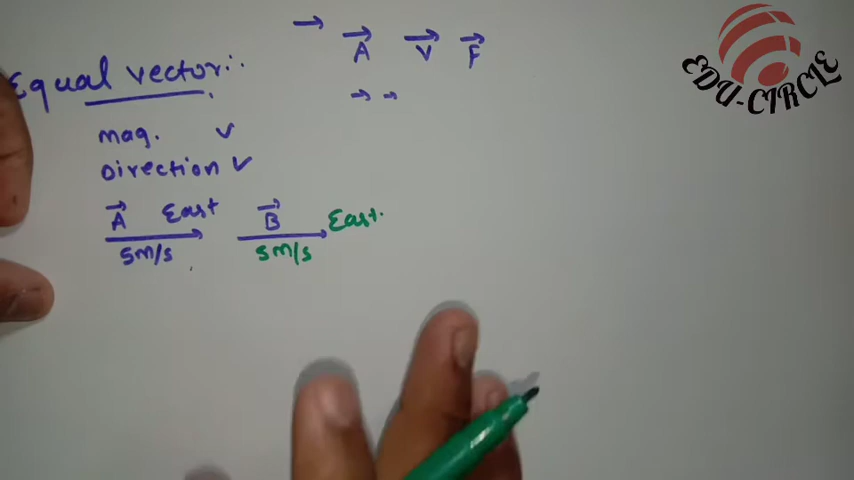 Equal vector:.
A V F
mag. ✓
Direction ✓
A East B East.
5m/s 5m/s
EDU-CIRCLE